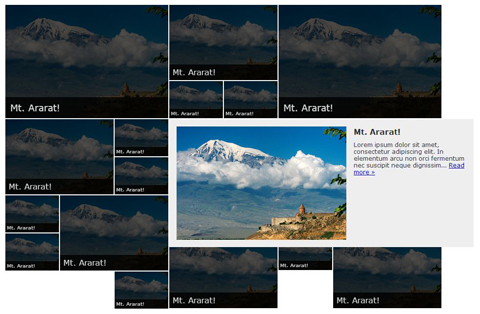 Mt. Ararat!
Mt. Ararat!
Mt. Ararat!
Mt. Ararat!
Mt. Ararat!
Mt. Ararat!
Mt. Ararat!
Mt. Ararat!
Mt. Ararat!
Lorem ipsum dolor sit amet,
consectetur adipiscing elit. In
elementum arcu non orci fermentum
nec suscipit neque dignissim... Read
more »
Mt. Ararat!
Mt. Ararat!
Mt. Ararat!
Mt. Ararat!
Mt. Ararat!
Mt. Ararat!
Mt. Ararat!